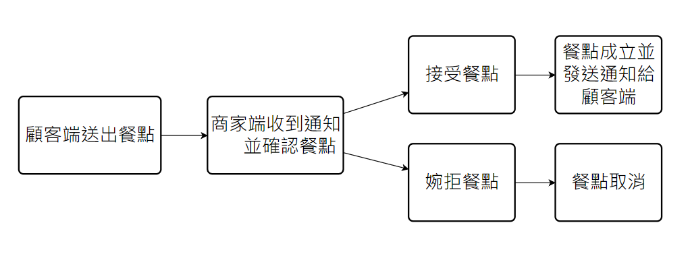 顧客端送出餐點
商家端收到通知
並確認餐點
接受餐點
餐點成立並
發送通知給
顧客端
婉拒餐點
餐點取消